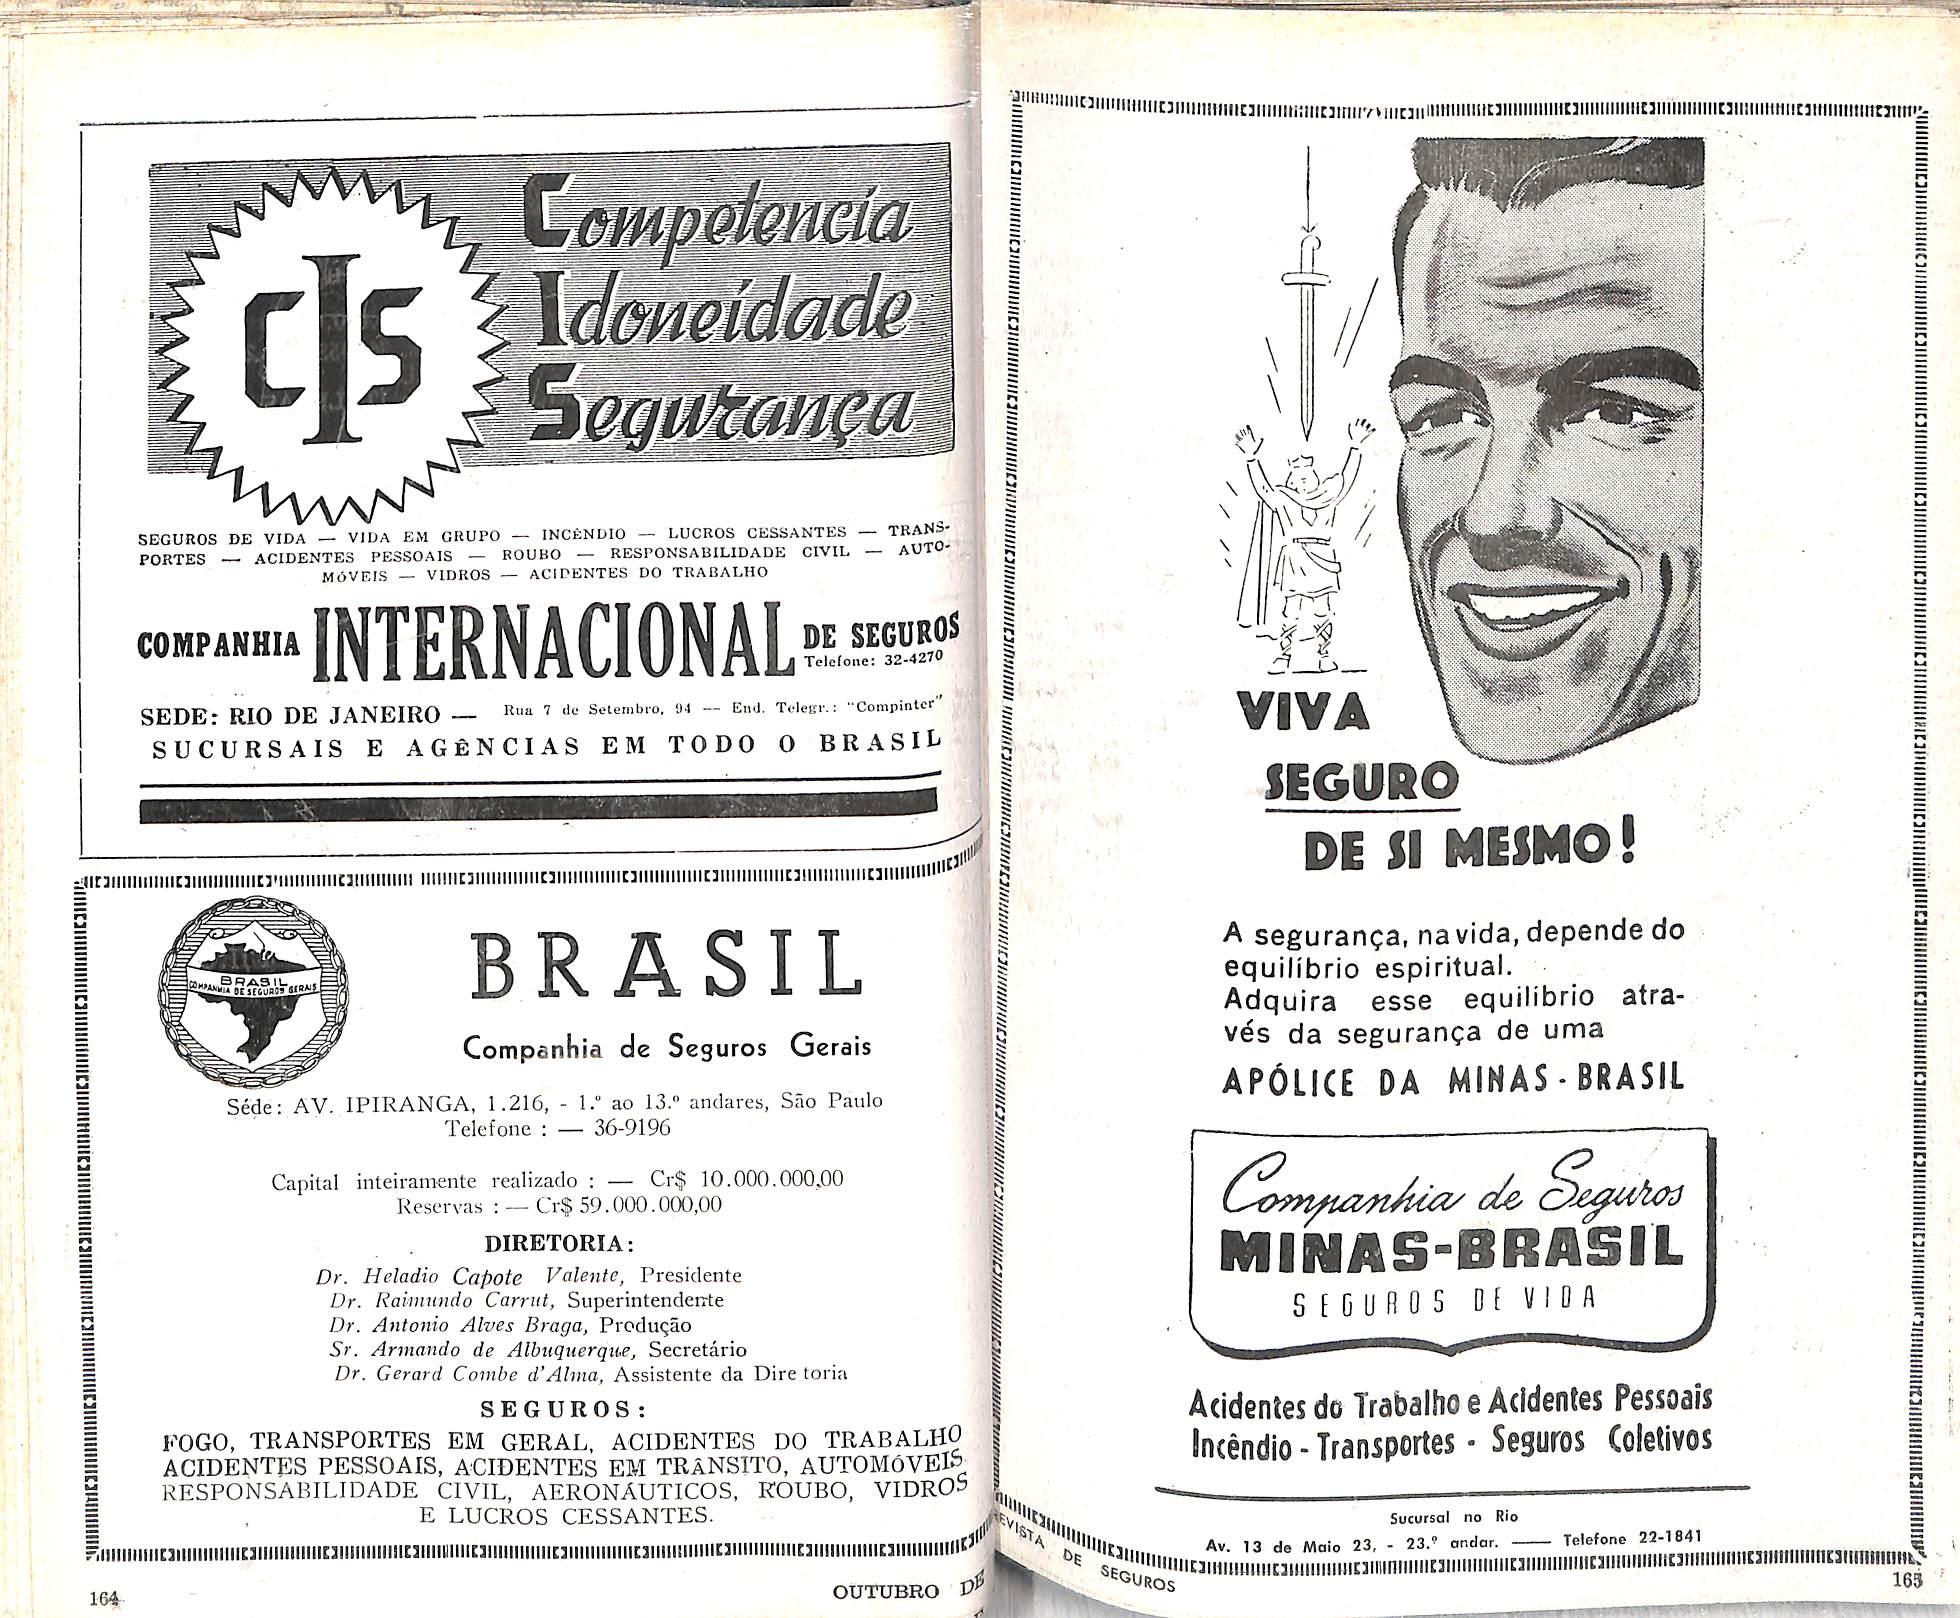 CIS
Competencia
Idoneidade
Segurança
SEGUROS DE VIDA — VIDA EM GRUPO — INCÊNDIO — LUCROS CESSANTES — TRANS-
PORTES — ACIDENTES PESSOAIS — ROUBO — RESPONSABILIDADE CIVIL — AUTO-
MÓVEIS — VIDROS — ACIDENTES DO TRABALHO
COMPANHIA INTERNACIONAL DE SEGUROS
Telefone: 32-4270
SEDE: RIO DE JANEIRO — Rua 7 de Setembro, 94 — End. Telegr.: "Compinter"
SUCURSAIS E AGÊNCIAS EM TODO O BRASIL
BRASIL
COMPANHIA DE SEGUROS GERAIS
BRASIL
Companhia de Seguros Gerais
Séde: AV. IPIRANGA, 1.216, - 1.º ao 13.º andares, São Paulo
Telefone : — 36-9196
Capital inteiramente realizado : — Cr$ 10.000.000,00
Reservas : — Cr$ 59.000.000,00
DIRETORIA:
Dr. Heladio Capote Valente, Presidente
Dr. Raimundo Carrut, Superintendente
Dr. Antonio Alves Braga, Produção
Sr. Armando de Albuquerque, Secretário
Dr. Gerard Combe d'Alma, Assistente da Dire toria
SEGUROS:
FOGO, TRANSPORTES EM GERAL, ACIDENTES DO TRABALHO
ACIDENTES PESSOAIS, ACIDENTES EM TRÂNSITO, AUTOMÓVEIS
RESPONSABILIDADE CIVIL, AERONÁUTICOS, ROUBO, VIDROS
E LUCROS CESSANTES.
164
OUTUBRO DE
VIVA
SEGURO
DE SI MESMO!
A segurança, na vida, depende do
equilíbrio espiritual.
Adquira esse equilíbrio atra-
vés da segurança de uma
APÓLICE DA MINAS - BRASIL
Companhia de Seguros
MINAS-BRASIL
SEGUROS DE VIDA
Acidentes do Trabalho e Acidentes Pessoais
Incêndio - Transportes - Seguros Coletivos
Sucursal no Rio
Av. 13 de Maio 23, - 23.º andar. — Telefone 22-1841
REVISTA DE SEGUROS
165